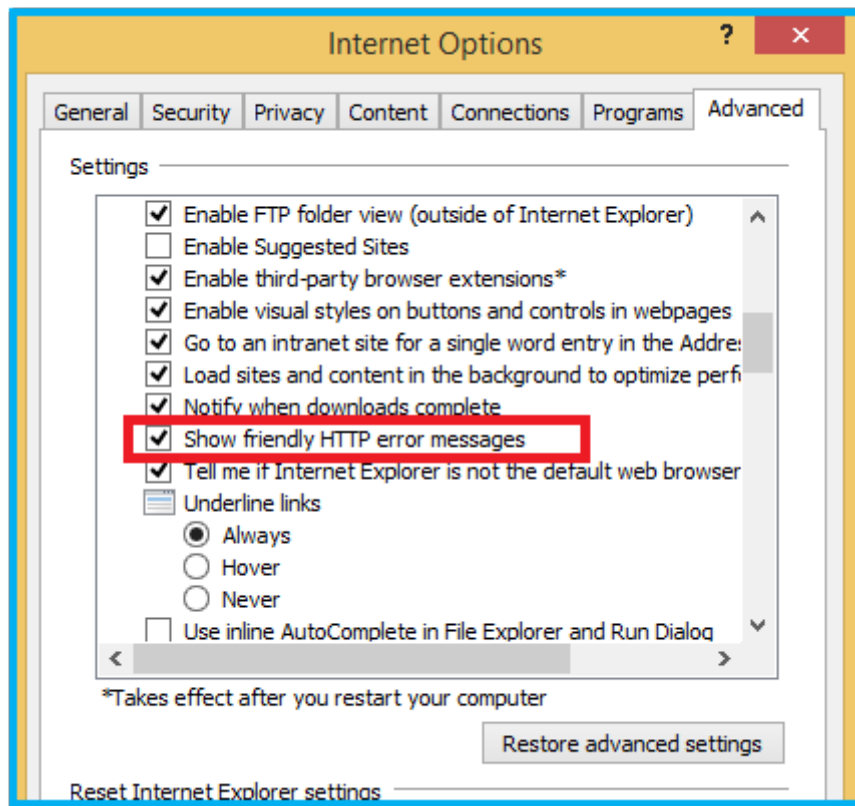 Internet Options
?
General Security Privacy Content Connections Programs Advanced
Settings
Enable FTP folder view (outside of Internet Explorer)
Enable Suggested Sites
Enable third-party browser extensions*
Enable visual styles on buttons and controls in webpages
Go to an intranet site for a single word entry in the
Load sites and content in the background to optimize
Notify when downloads complete
Show friendly HTTP error messages
Tell me if Internet Explorer is not the default web browser
Underline links
Always
Hover
Never
Use inline AutoComplete in File Explorer and Run Dialog
*Takes effect after you restart your computer
Restore advanced settings
Reset Internet Explorer settings